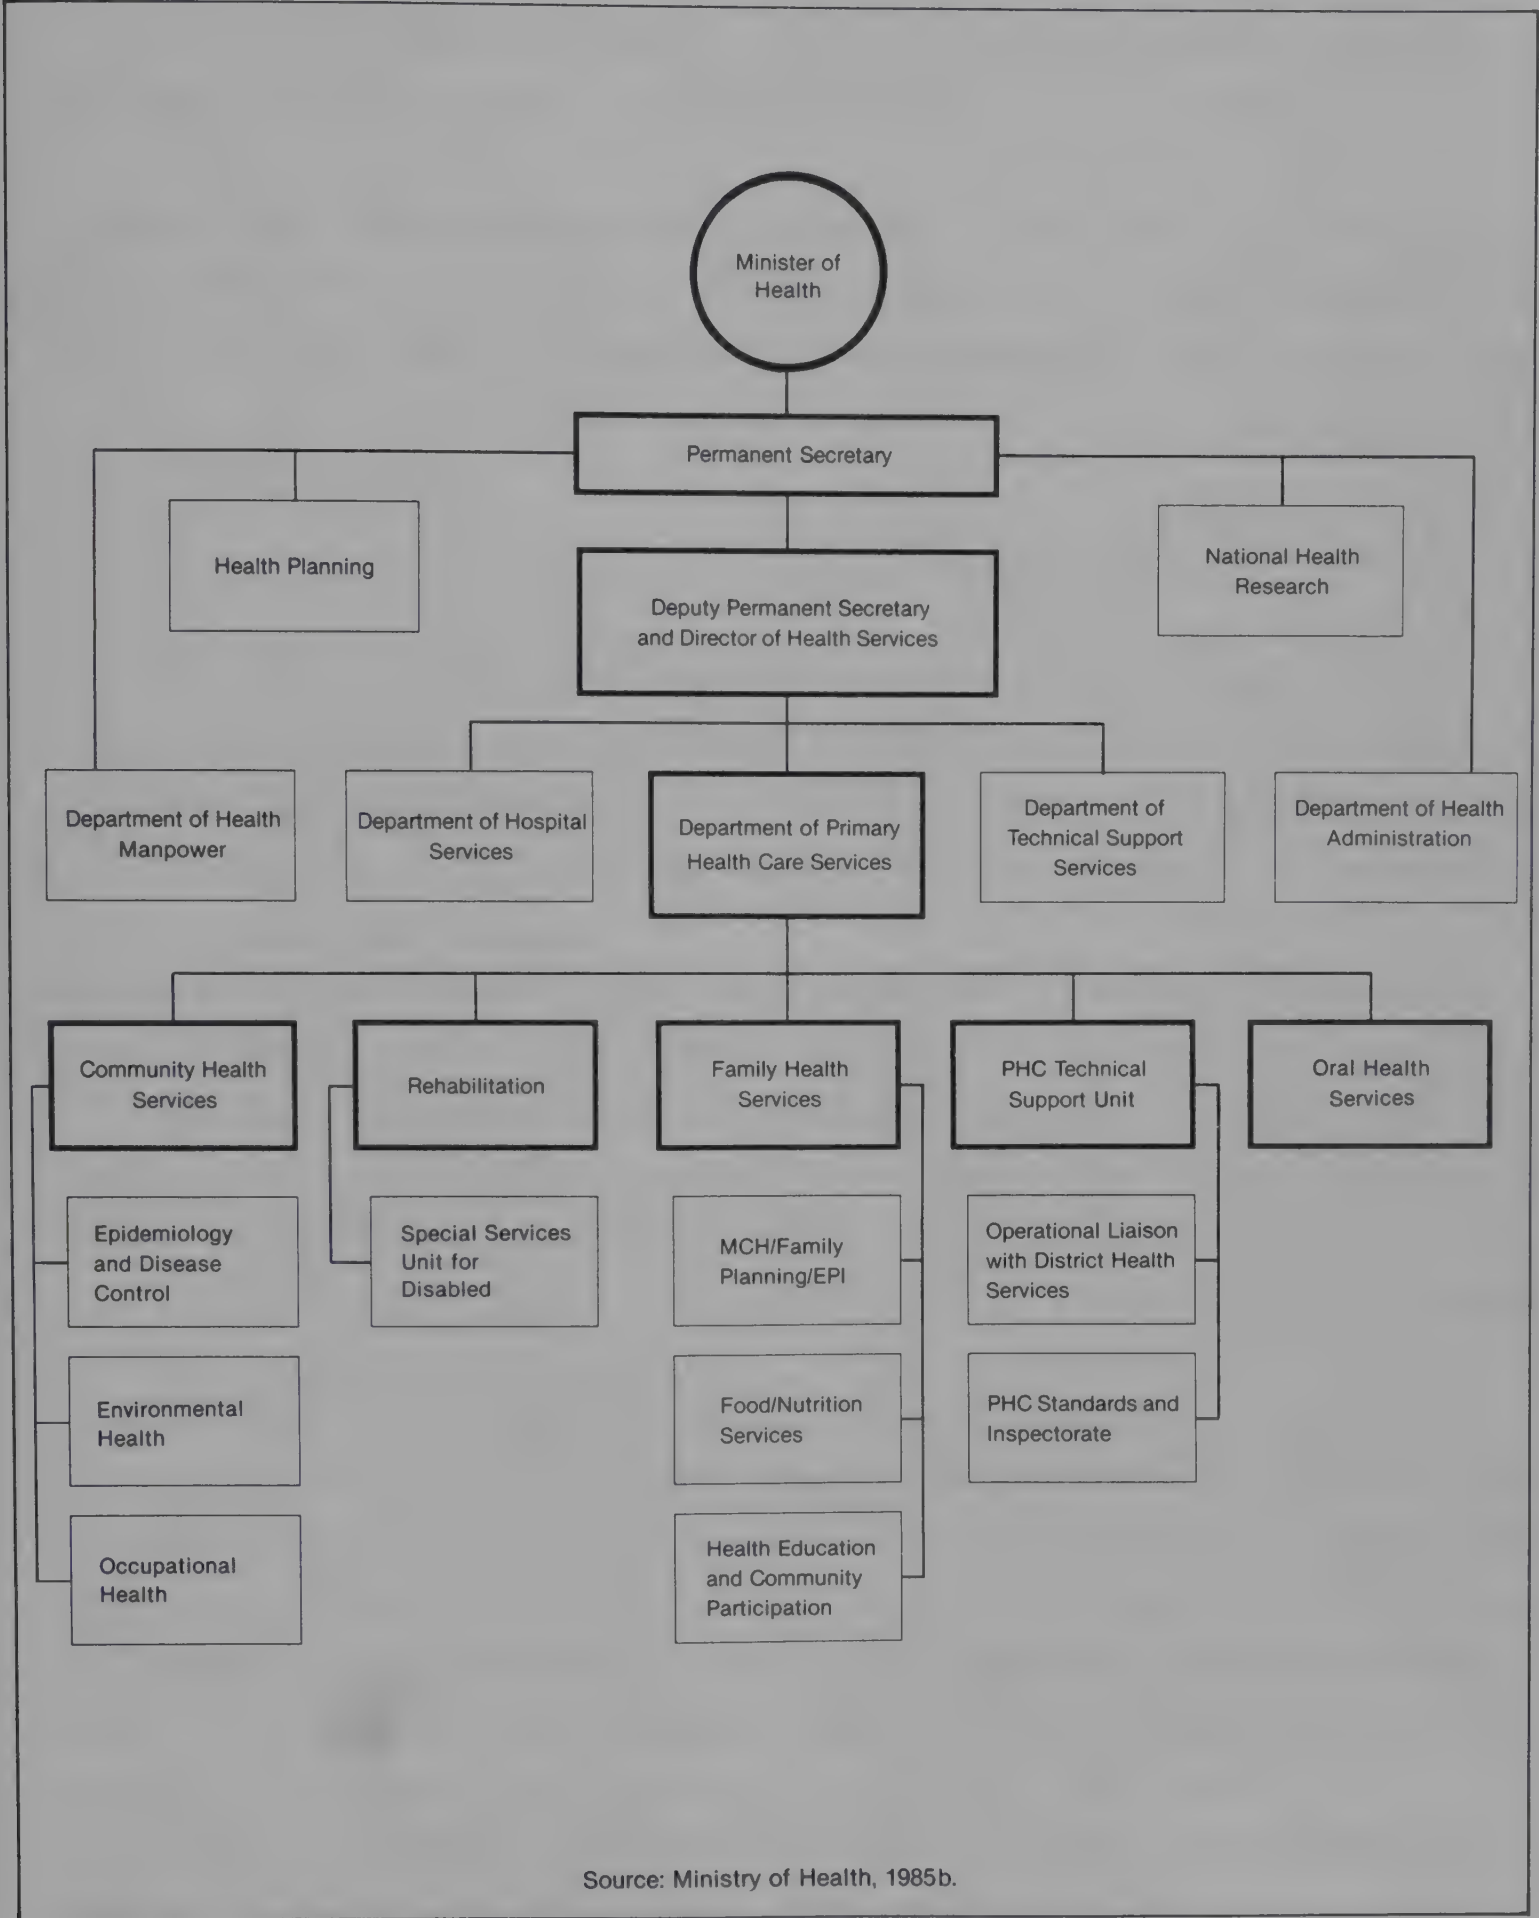 Minister of
Health
Permanent Secretary
Health Planning
National Health
Research
Deputy Permanent Secretary
and Director of Health Services
Department of Health
Manpower
Department of Hospital
Services
Department of Primary
Health Care Services
Department of
Technical Support
Services
Department of Health
Administration
Community Health
Services
Rehabilitation
Family Health
Services
PHC Technical
Support Unit
Oral Health
Services
Epidemiology
and Disease
Control
Special Services
Unit for
Disabled
MCH/Family
Planning/EPI
Operational Liaison
with District Health
Services
Environmental
Health
Food/Nutrition
Services
PHC Standards and
Inspectorate
Occupational
Health
Health Education
and Community
Participation
Source: Ministry of Health, 1985b.